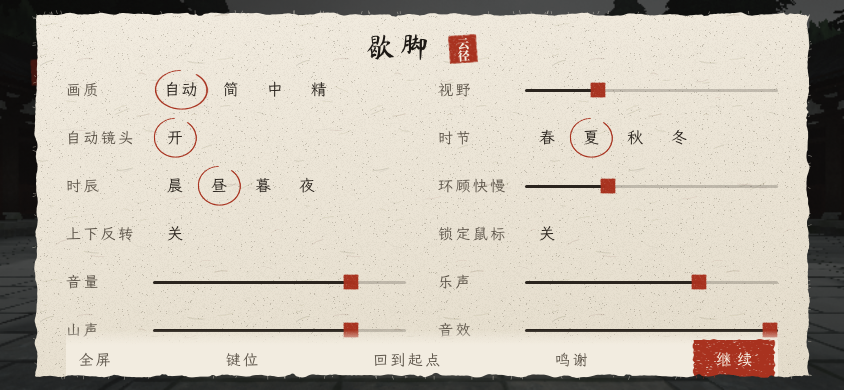 歇脚 云径
画质 自动 简 中 精 视野
自动镜头 开 时节 春 夏 秋 冬
时辰 晨 昼 暮 夜 环顾快慢
上下反转 关 锁定鼠标 关
音量 乐声
山声 音效
全屏 键位 回到起点 鸣谢 继续